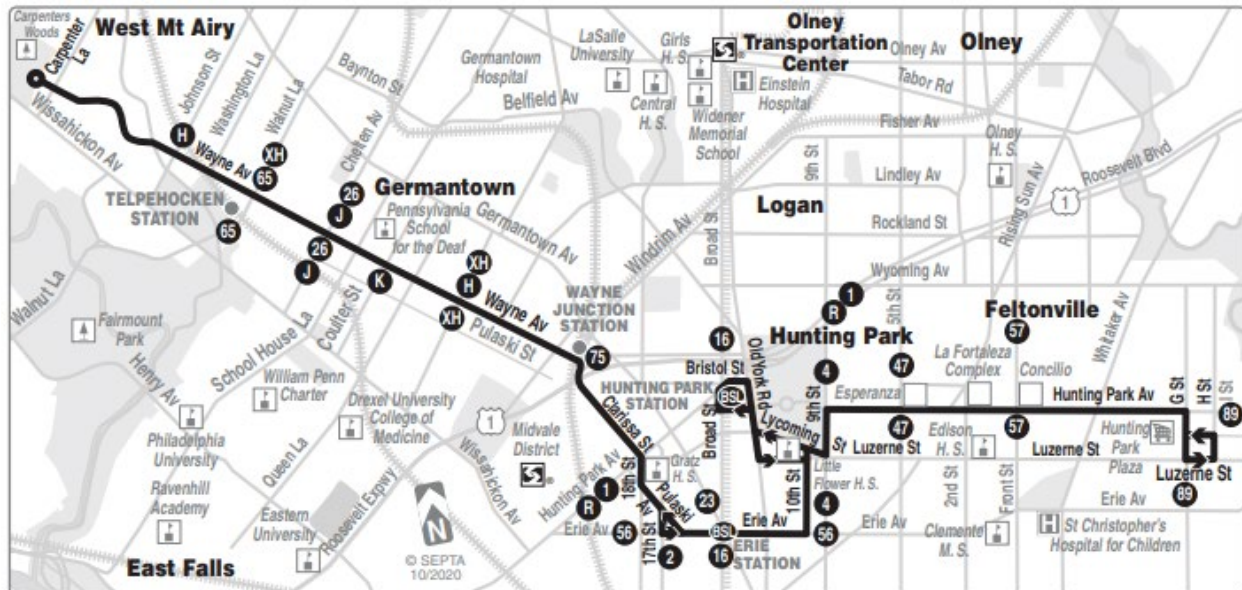 Carpenters
Woods
West Mt Airy
Carpenter
La
Wissahickon Av
Johnson St
Washington La
Walnut La
Baynton St
Chelten Av
Germantown
Hospital
Belfield Av
LaSalle
University
Girls
H. S.
Central
H. S.
Widener
Memorial
School
Olney
Transportation
Center
Einstein
Hospital
Olney Av
Olney
Tabor Rd
Fisher Av
Olney
H. S.
Roosevelt Blvd
1
H
Wayne Av
XH
65
TELPEHOCKEN
STATION
65
26
J
26
J
Germantown
Pennsylvania
School
for the Deaf
Germantown Av
K
XH
H
XH
Wayne Av
Pulaski St
WAYNE
JUNCTION
STATION
75
Windrim Av
Broad S
9th St
Lindley Av
Logan
Rockland St
Rising Sun Av
Wyoming Av
5th St
1
R
Hunting Park
Feltonville
57
Whitaker Av
Walnut La
Fairmount
Park
Henry Av
School House La
Coulter St
William Penn
Charter
Drexel University
College of
Medicine
Philadelphia
University
Queen La
Ravenhill
Academy
Eastern
University
Roosevelt Expwy
East Falls
Wissahickon Av
1
Midvale
District
N
© SEPTA
10/2020
Clarissa St
Hunting Park Av
1
R
18th St
Gratz
H. S.
Pulaski
Av
Erie Av
56
17th St
2
23
BSL
16
ERIE
STATION
Erie Av
16
Bristol St
HUNTING PARK
STATION
BSL
Broad St
Old York Rd
Lycoming
St
10th St
9th St
4
Little
Flower H. S.
4
56
Erie Av
47
Esperanza
La Fortaleza
Complex
Concilio
Hunting Park Av
G St
H St
I St
89
47
Luzerne St
Edison
H. S.
57
Luzerne St
Hunting
Park
Plaza
Luzerne St
89
2nd St
Front St
Erie Av
Clemente
M. S.
St Christopher's
Hospital for Children